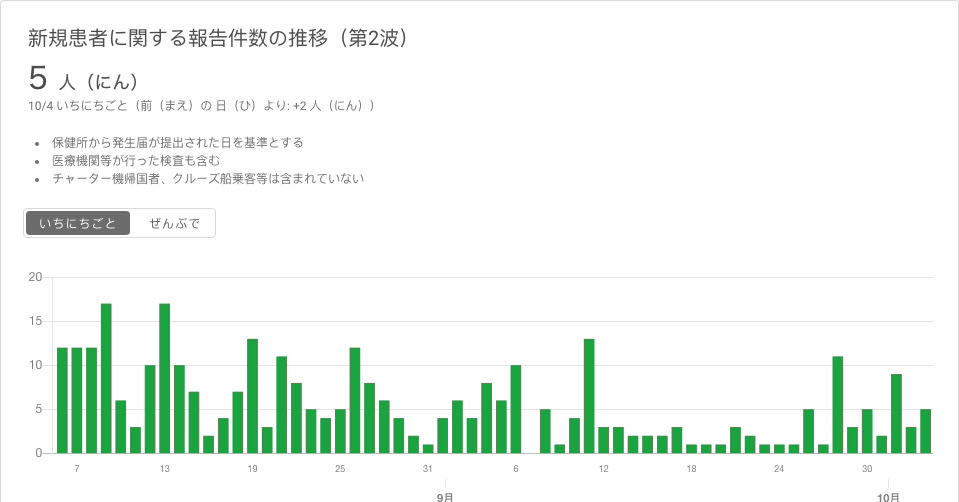 新規患者に関する報告件数の推移（第2波）
5 人（にん）
10/4 いちにちごと（前（まえ）の 日（ひ）より: +2 人（にん））
保健所から発生届が提出された日を基準とする
医療機関等が行った検査も含む
チャーター機帰国者、クルーズ船乗客等は含まれていない
いちにちごと ぜんぶで
20
15
10
5
0
7 13 19 25 31 6 12 18 24 30
9月 10月